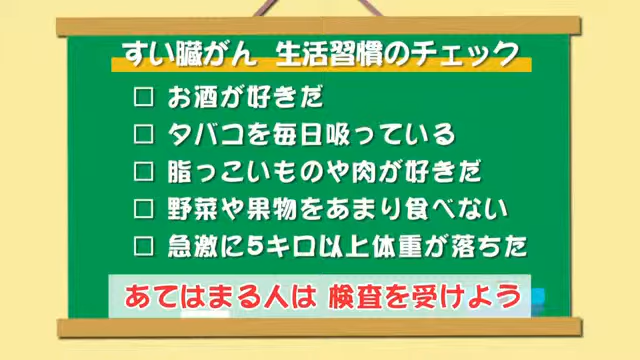 すい臓がん 生活習慣のチェック
□ お酒が好きだ
□ タバコを毎日吸っている
□ 脂っこいものや肉が好きだ
□ 野菜や果物をあまり食べない
□ 急激に5キロ以上体重が落ちた
あてはまる人は 検査を受けよう